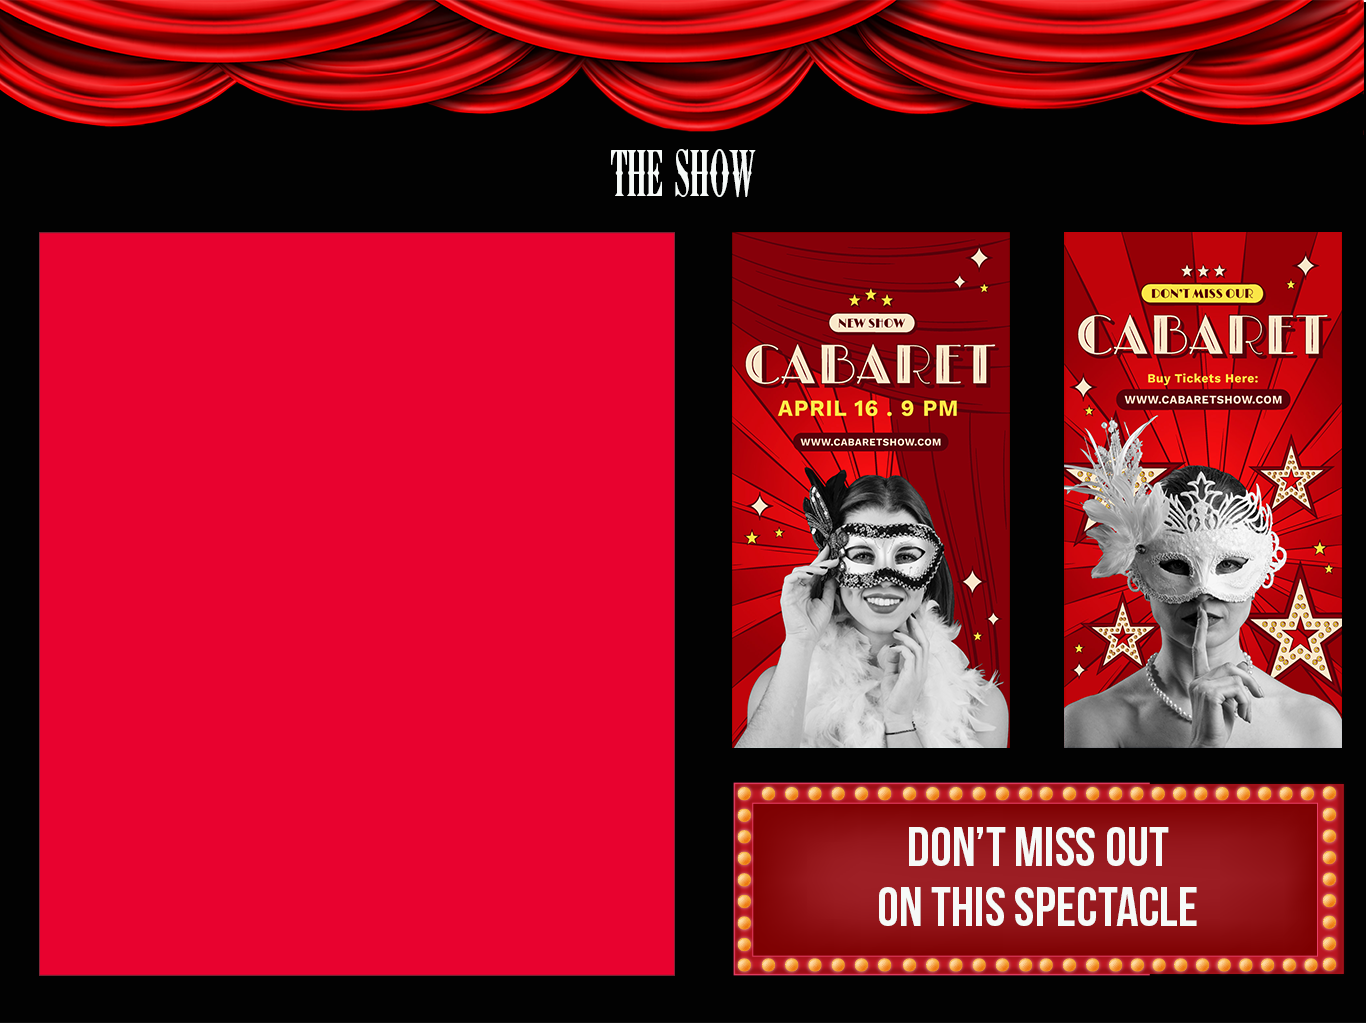 THE SHOW
NEW SHOW
CABARET
APRIL 16 . 9 PM
WWW.CABARETSHOW.COM
DON'T MISS OUR
CABARET
Buy Tickets Here:
WWW.CABARETSHOW.COM
DON'T MISS OUT
ON THIS SPECTACLE